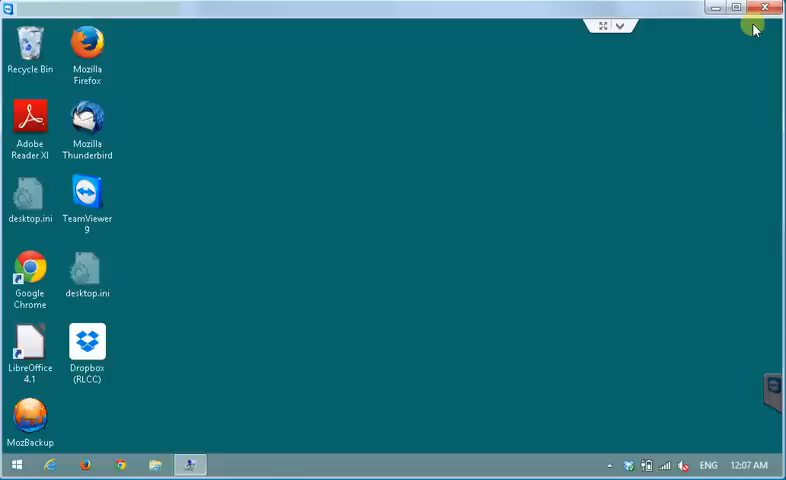 Recycle Bin
Mozilla
Firefox
Adobe
Reader XI
Mozilla
Thunderbird
desktop.ini
TeamViewer
9
Google
Chrome
desktop.ini
LibreOffice
4.1
Dropbox
(RLCC)
MozBackup
ENG
12:07 AM